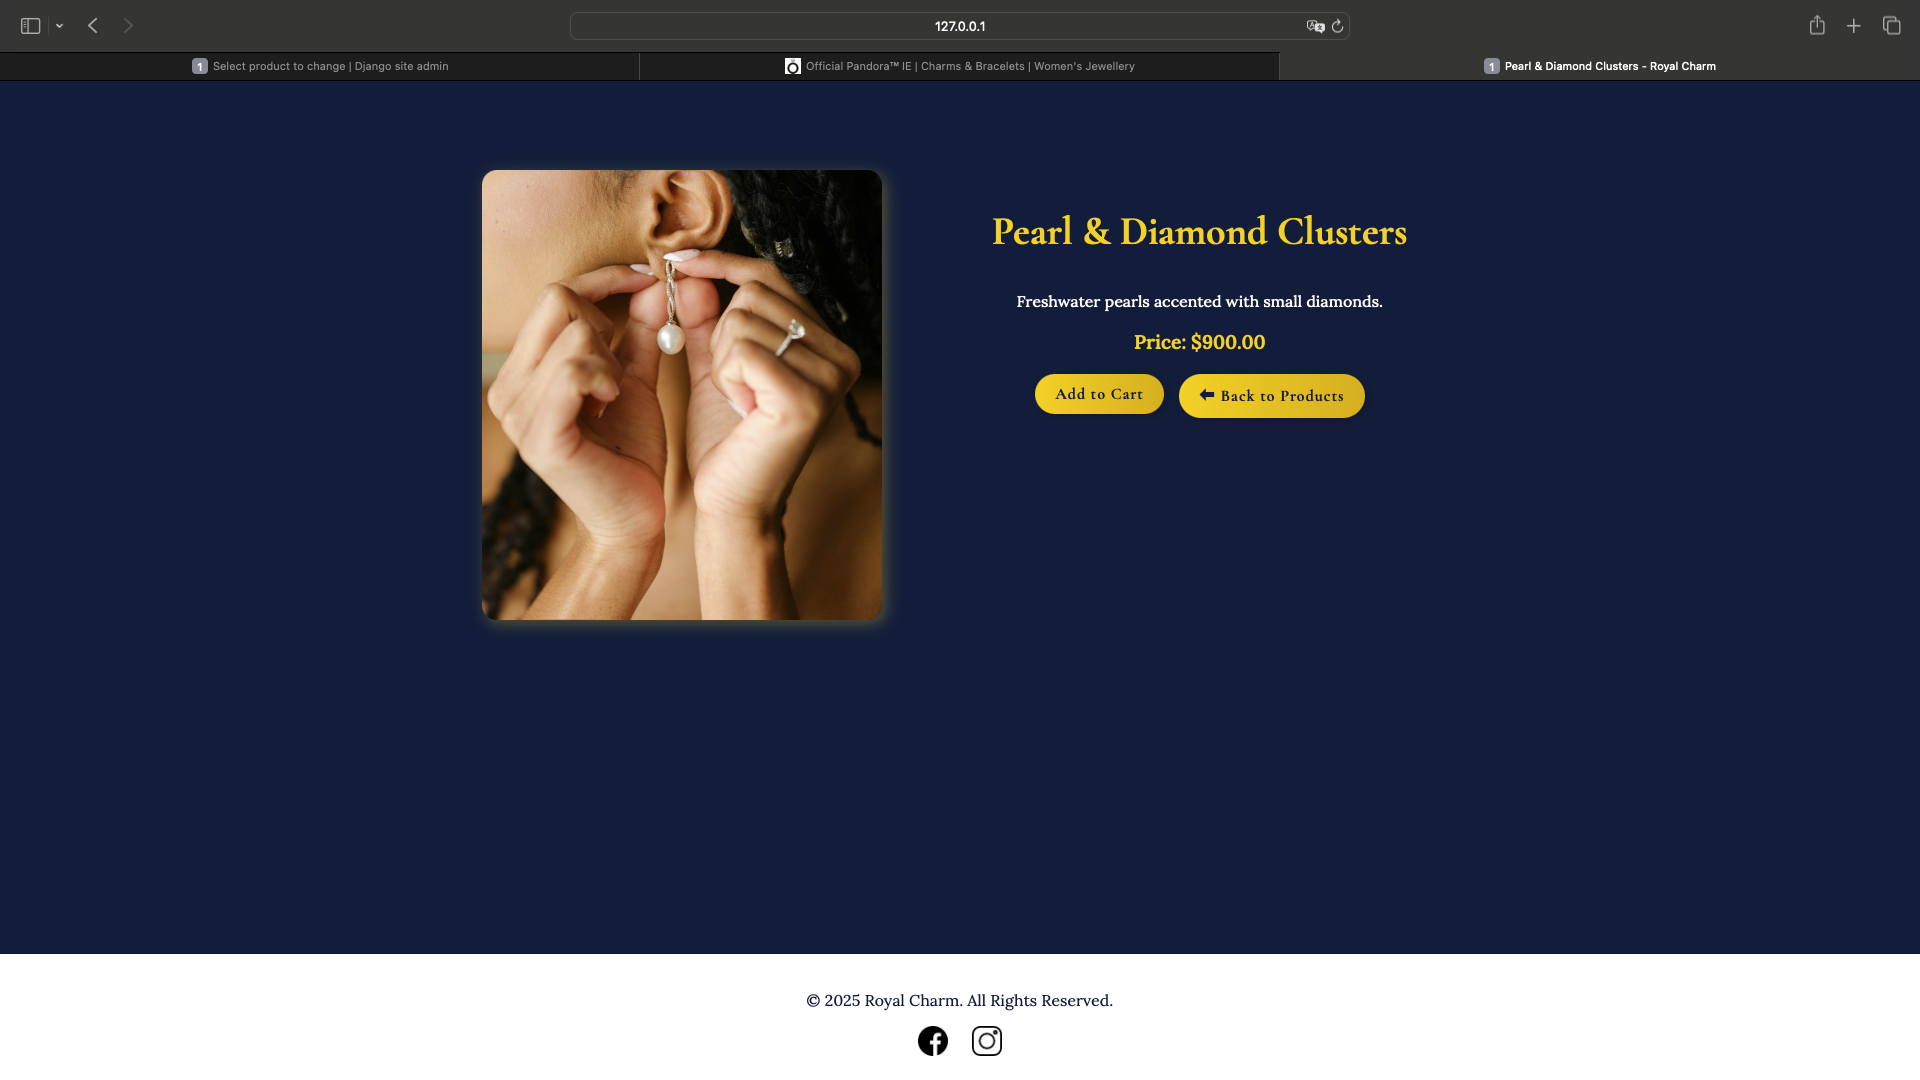 127.0.0.1
1 Select product to change | Django site admin
Official Pandora™ IE | Charms & Bracelets | Women's Jewellery
1 Pearl & Diamond Clusters - Royal Charm
Pearl & Diamond Clusters
Freshwater pearls accented with small diamonds.
Price: $900.00
Add to Cart
⬅ Back to Products
© 2025 Royal Charm. All Rights Reserved.